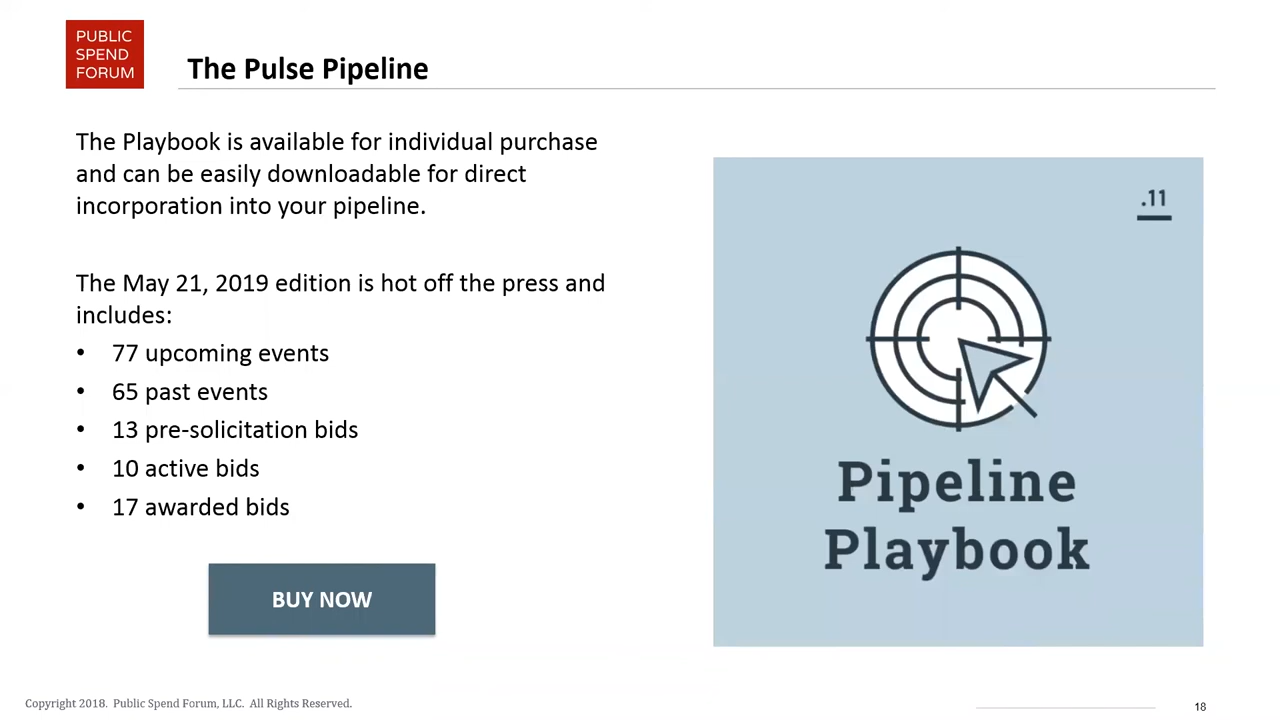 PUBLIC
SPEND
FORUM
The Pulse Pipeline
The Playbook is available for individual purchase
and can be easily downloadable for direct
incorporation into your pipeline.
The May 21, 2019 edition is hot off the press and
includes:
• 77 upcoming events
• 65 past events
• 13 pre-solicitation bids
• 10 active bids
• 17 awarded bids
BUY NOW
.11
Pipeline
Playbook
Copyright 2018. Public Spend Forum, LLC. All Rights Reserved.
18